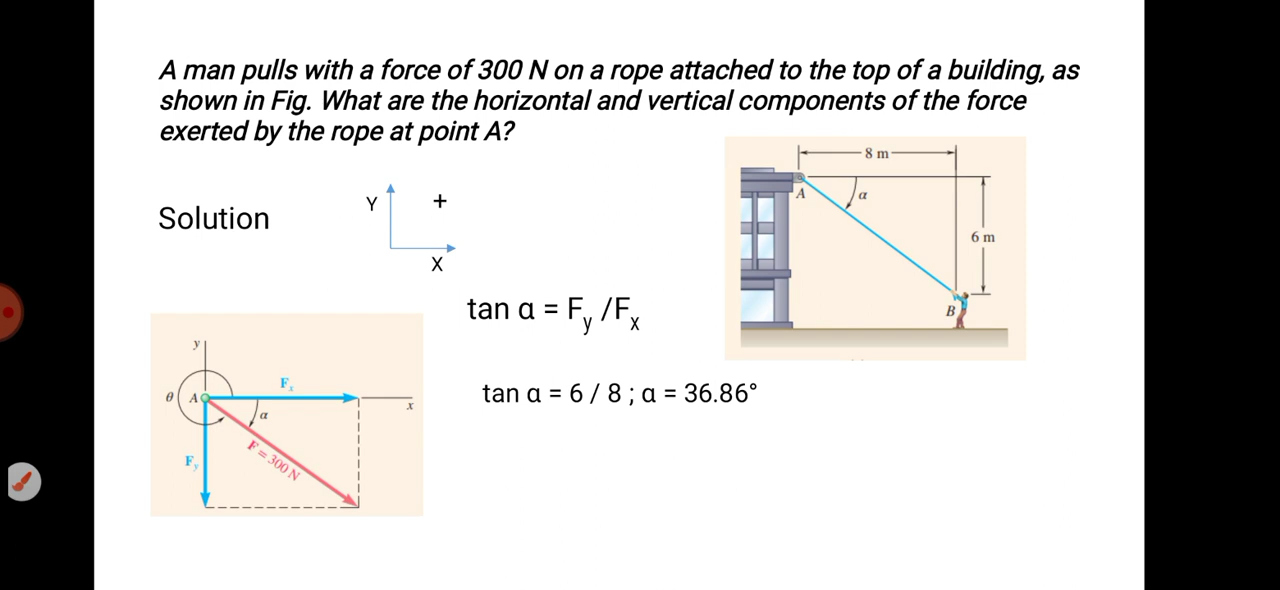 A man pulls with a force of 300 N on a rope attached to the top of a building, as
shown in Fig. What are the horizontal and vertical components of the force
exerted by the rope at point A?
8 m
A
α
6 m
B
Solution
Y
+
X
tan α = Fy /Fx
tan α = 6 / 8 ; α = 36.86°
y
θ
A
Fx
x
α
Fy
F = 300 N